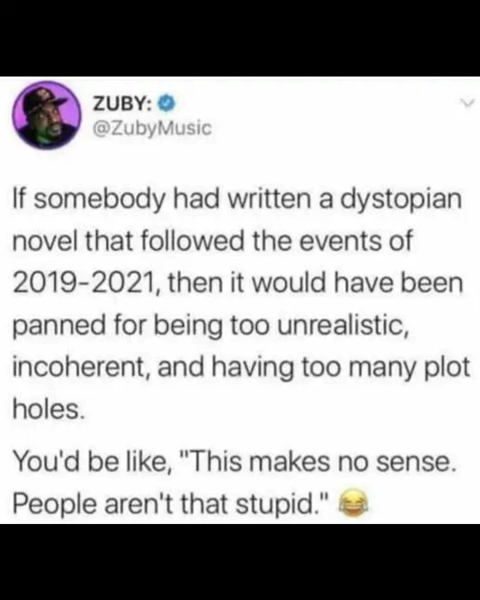 ZUBY:
@ZubyMusic
If somebody had written a dystopian
novel that followed the events of
2019-2021, then it would have been
panned for being too unrealistic,
incoherent, and having too many plot
holes.
You'd be like, "This makes no sense.
People aren't that stupid." 😂